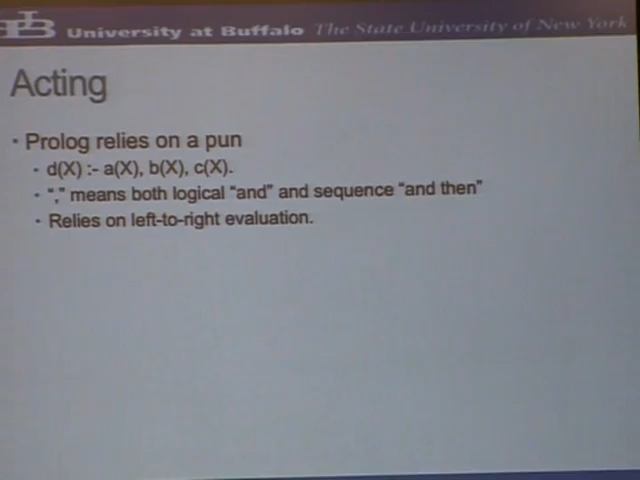 UB University at Buffalo The State University of New York
Acting
• Prolog relies on a pun
• d(X) :- a(X), b(X), c(X).
• "," means both logical "and" and sequence "and then"
• Relies on left-to-right evaluation.